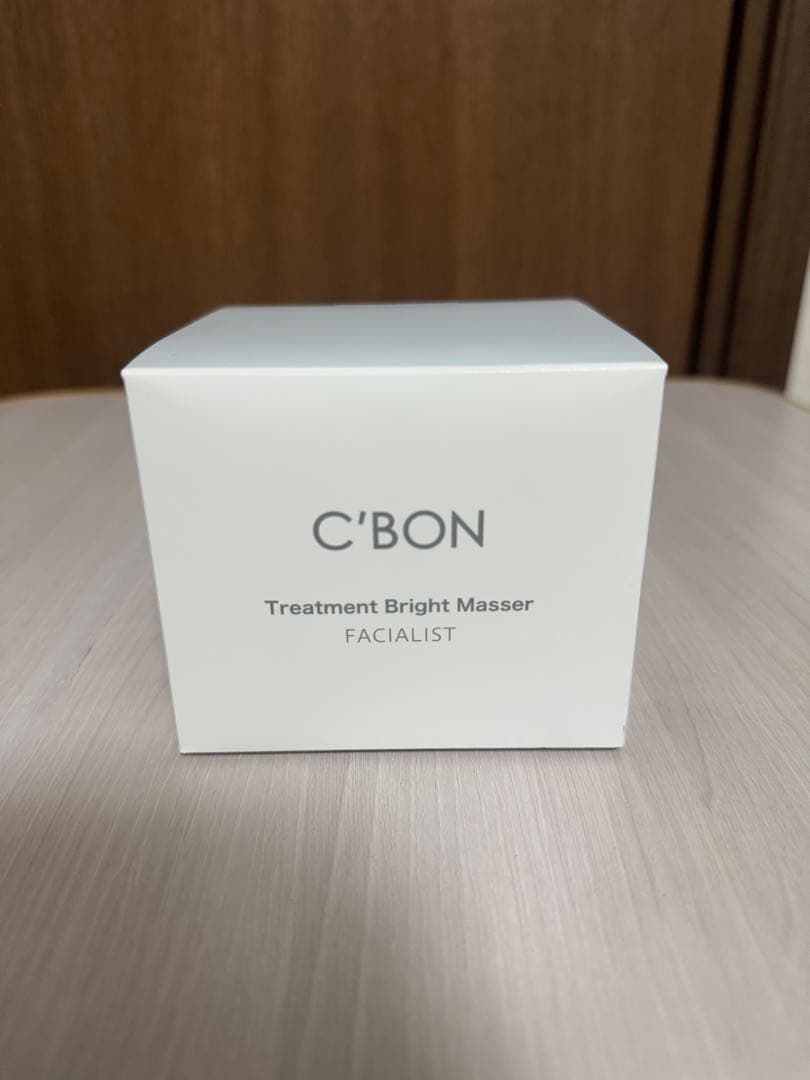 C'BON
Treatment Bright Masser
FACIALIST